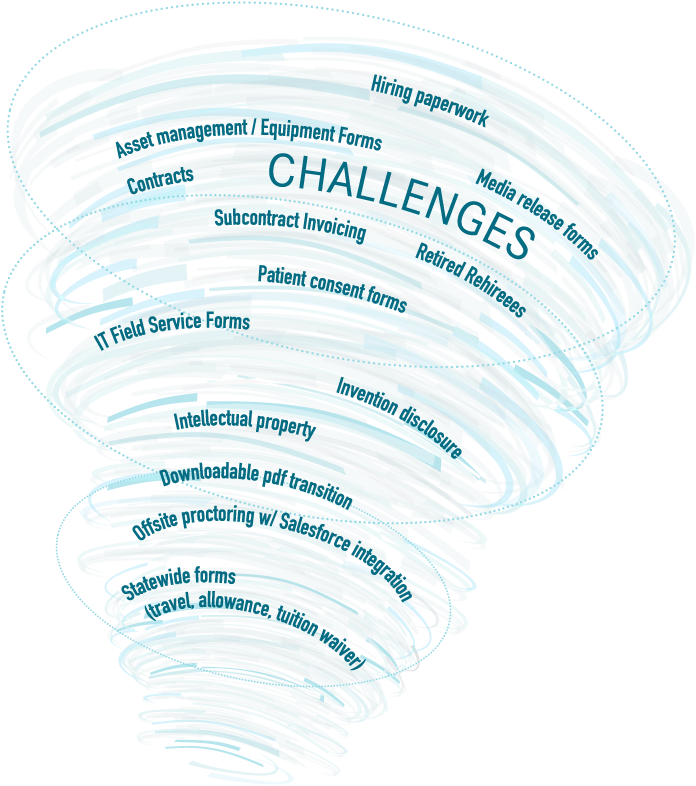 Hiring paperwork
Asset management / Equipment Forms
CHALLENGES
Contracts
Media release forms
Subcontract Invoicing
Retired Rehireees
Patient consent forms
IT Field Service Forms
Invention disclosure
Intellectual property
Downloadable pdf transition
Offsite proctoring w/ Salesforce integration
Statewide forms
(travel, allowance, tuition waiver)